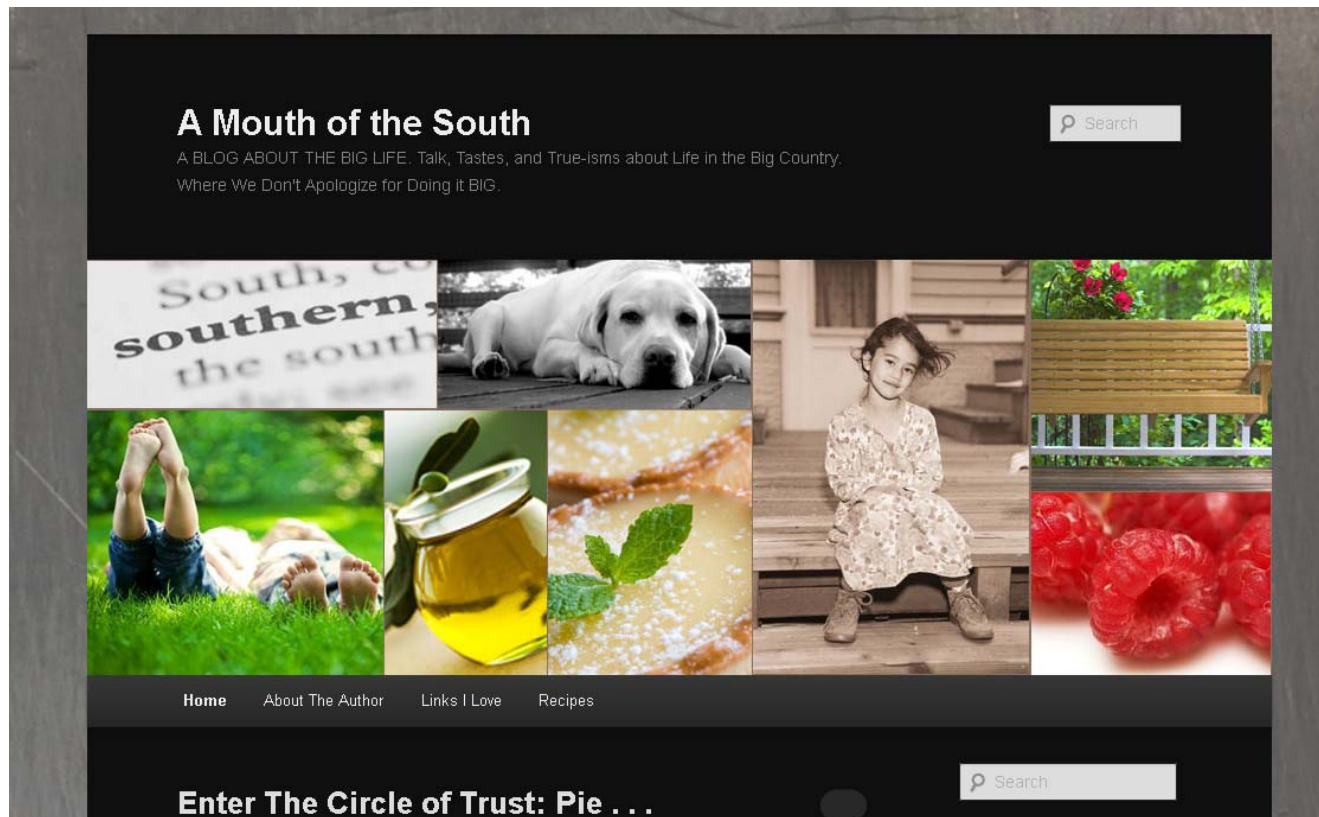 A Mouth of the South
Search
A BLOG ABOUT THE BIG LIFE. Talk, Tastes, and True-isms about Life in the Big Country.
Where We Don't Apologize for Doing it BIG.
South, co
southern,
the south
see
Home About The Author Links I Love Recipes
Search
Enter The Circle of Trust: Pie . . .